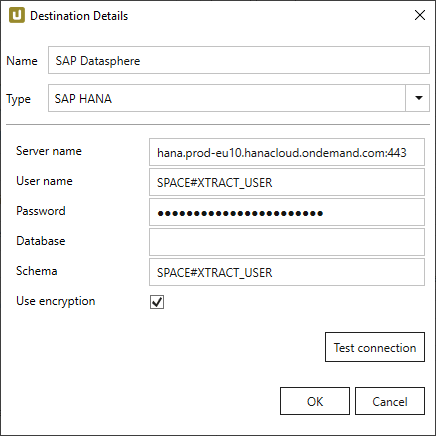 Destination Details
Name SAP Datasphere
Type SAP HANA
Server name hana.prod-eu10.hanacloud.ondemand.com:443
User name SPACE#XTRACT_USER
Password ●●●●●●●●●●●●●●●●●●●●●●●
Database
Schema SPACE#XTRACT_USER
Use encryption
Test connection
OK Cancel